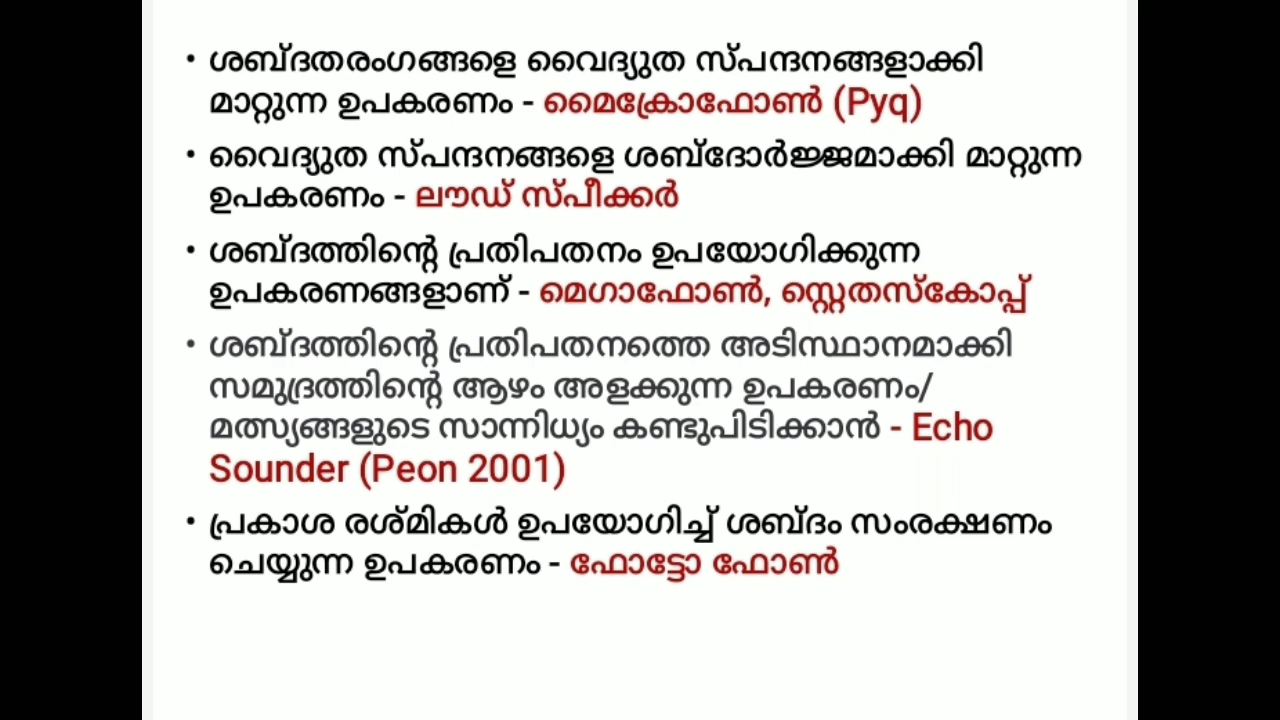 • ശബ്ദതരംഗങ്ങളെ വൈദ്യുത സ്പന്ദനങ്ങളാക്കി
മാറ്റുന്ന ഉപകരണം - മൈക്രോഫോൺ (Pyq)
• വൈദ്യുത സ്പന്ദനങ്ങളെ ശബ്ദോർജ്ജമാക്കി മാറ്റുന്ന
ഉപകരണം - ലൗഡ് സ്പീക്കർ
• ശബ്ദത്തിന്റെ പ്രതിപതനം ഉപയോഗിക്കുന്ന
ഉപകരണങ്ങളാണ് - മെഗാഫോൺ, സ്റ്റെതസ്കോപ്പ്
• ശബ്ദത്തിന്റെ പ്രതിപതനത്തെ അടിസ്ഥാനമാക്കി
സമുദ്രത്തിന്റെ ആഴം അളക്കുന്ന ഉപകരണം/
മത്സ്യങ്ങളുടെ സാന്നിധ്യം കണ്ടുപിടിക്കാൻ - Echo
Sounder (Peon 2001)
• പ്രകാശ രശ്മികൾ ഉപയോഗിച്ച് ശബ്ദം സംരക്ഷണം
ചെയ്യുന്ന ഉപകരണം - ഫോട്ടോ ഫോൺ